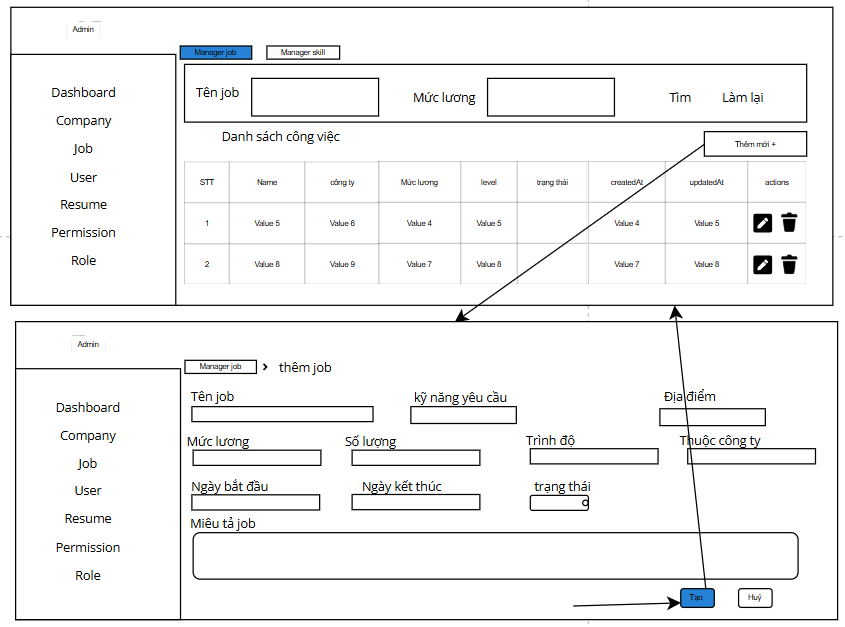 Admin
Manager job Manager skill
Dashboard
Company
Job
User
Resume
Permission
Role
Tên job Mức lương Tìm Làm lại
Danh sách công việc Thêm mới +
STT Name công ty Mức lương level trạng thái createdAt updatedAt actions
1 Value 5 Value 6 Value 4 Value 5 Value 4 Value 5
2 Value 8 Value 9 Value 7 Value 8 Value 7 Value 8
Admin
Manager job > thêm job
Dashboard
Company
Job
User
Resume
Permission
Role
Tên job kỹ năng yêu cầu Địa điểm
Mức lương Số lượng Trình độ Thuộc công ty
Ngày bắt đầu Ngày kết thúc trạng thái
Miêu tả job
Tạo Huỷ